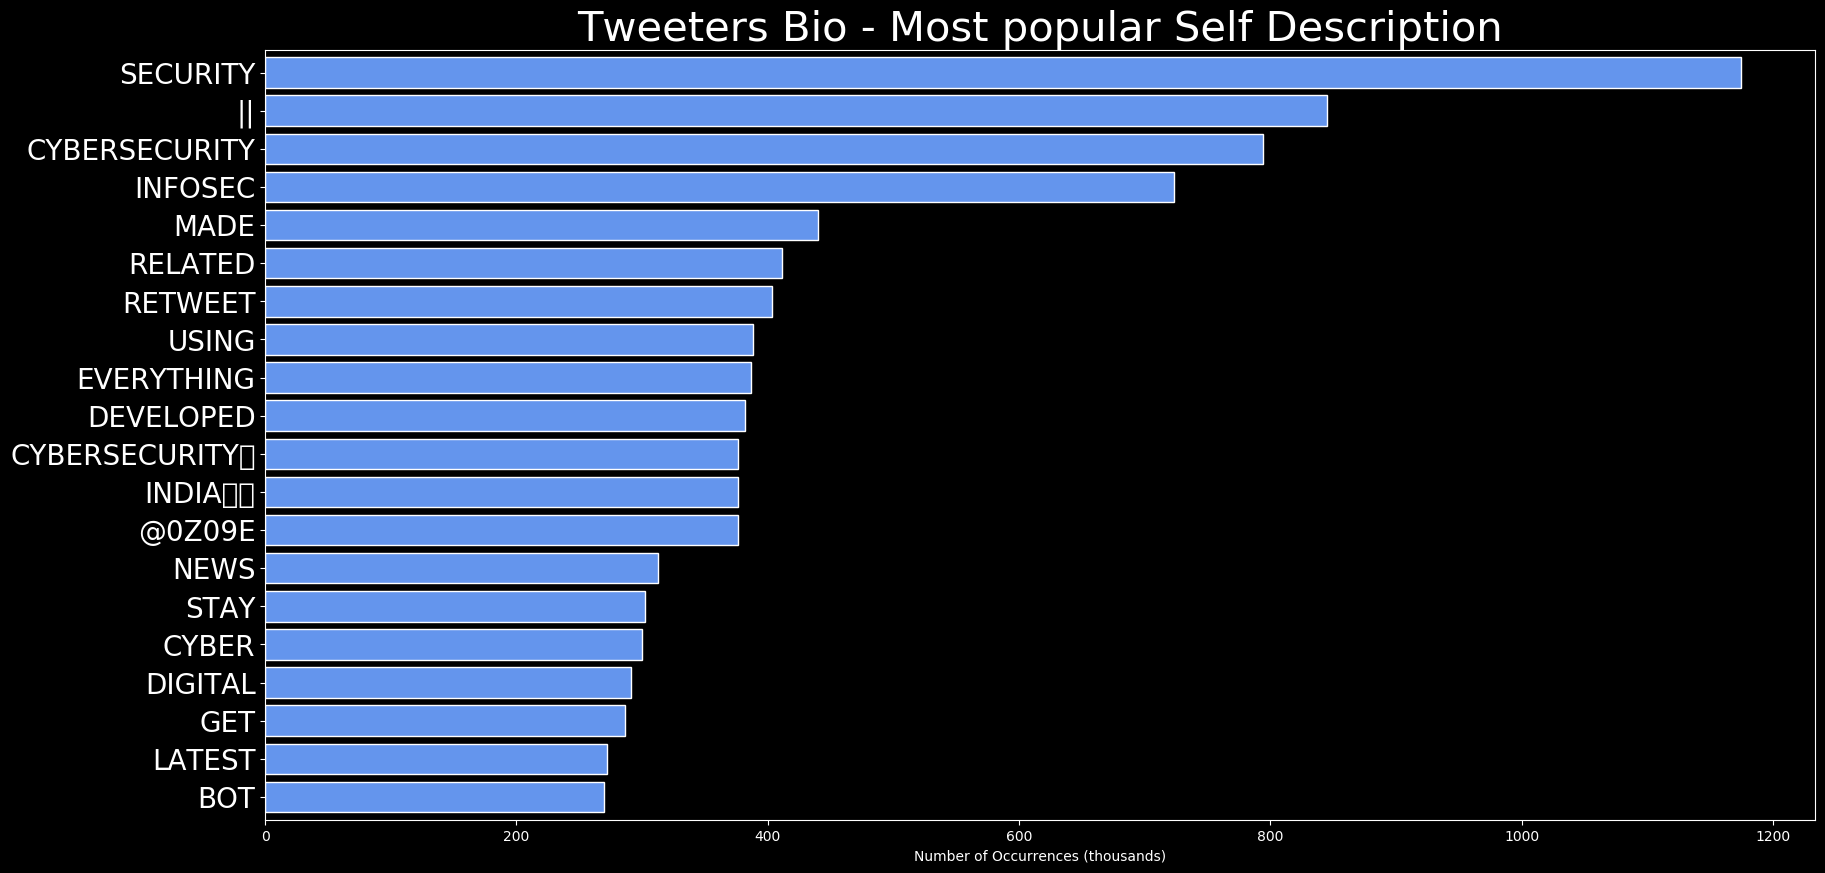 Tweeters Bio - Most popular Self Description
SECURITY
||
CYBERSECURITY
INFOSEC
MADE
RELATED
RETWEET
USING
EVERYTHING
DEVELOPED
CYBERSECURITY▯
INDIA▯▯
@0Z09E
NEWS
STAY
CYBER
DIGITAL
GET
LATEST
BOT
0 200 400 600 800 1000 1200
Number of Occurrences (thousands)